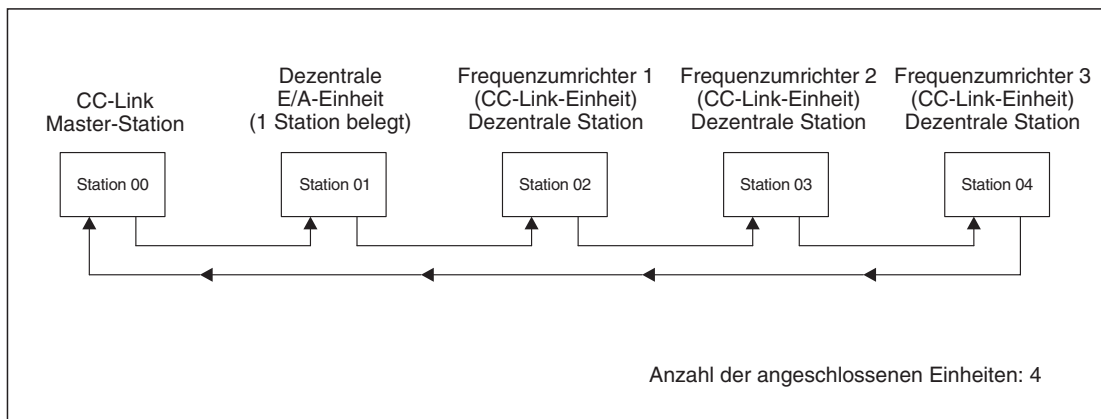 CC-Link
Master-Station
Dezentrale
E/A-Einheit
(1 Station belegt)
Frequenzumrichter 1
(CC-Link-Einheit)
Dezentrale Station
Frequenzumrichter 2
(CC-Link-Einheit)
Dezentrale Station
Frequenzumrichter 3
(CC-Link-Einheit)
Dezentrale Station
Station 00
Station 01
Station 02
Station 03
Station 04
Anzahl der angeschlossenen Einheiten: 4